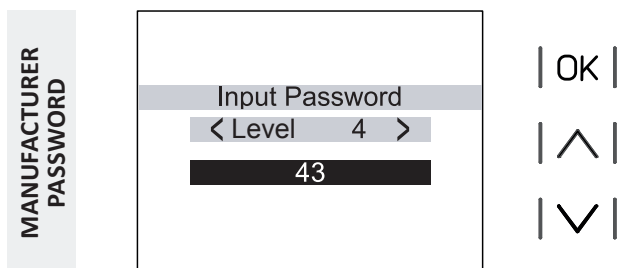 MANUFACTURER
PASSWORD
Input Password
< Level 4 >
43
OK